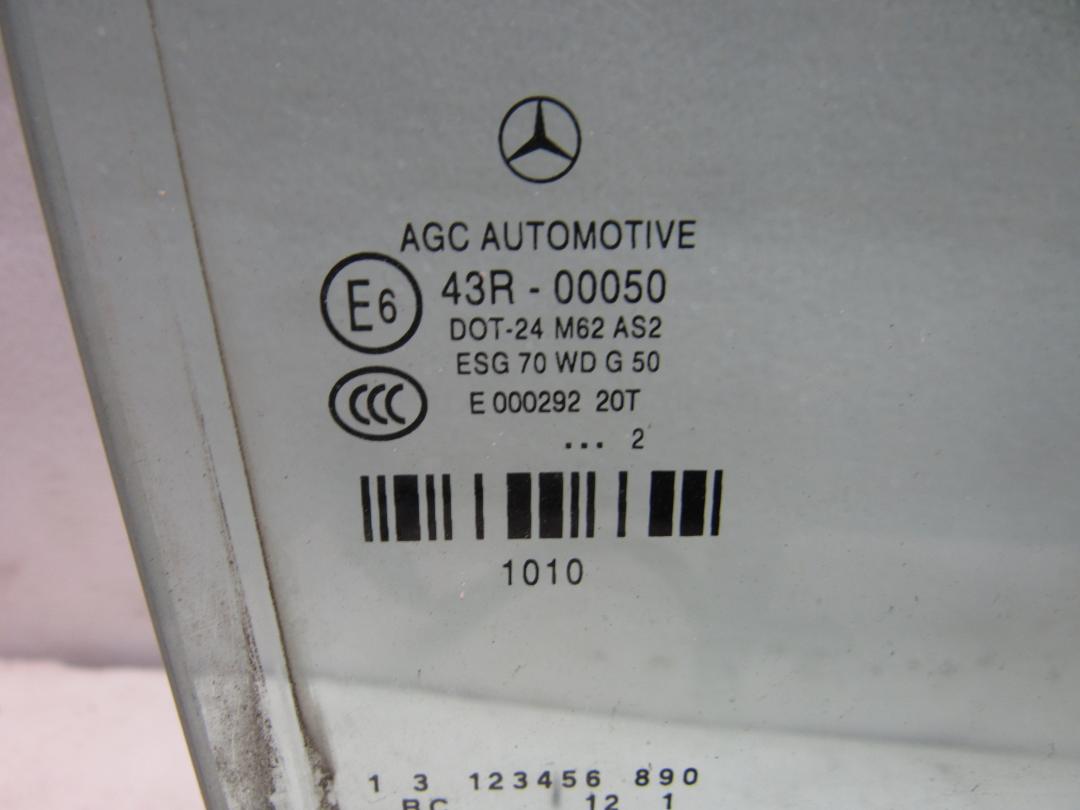 AGC AUTOMOTIVE
E6 43R - 00050
DOT-24 M62 AS2
ESG 70 WD G 50
CCC E 000292 20T
... 2
1010
1 3 123456 890
BC 12 1